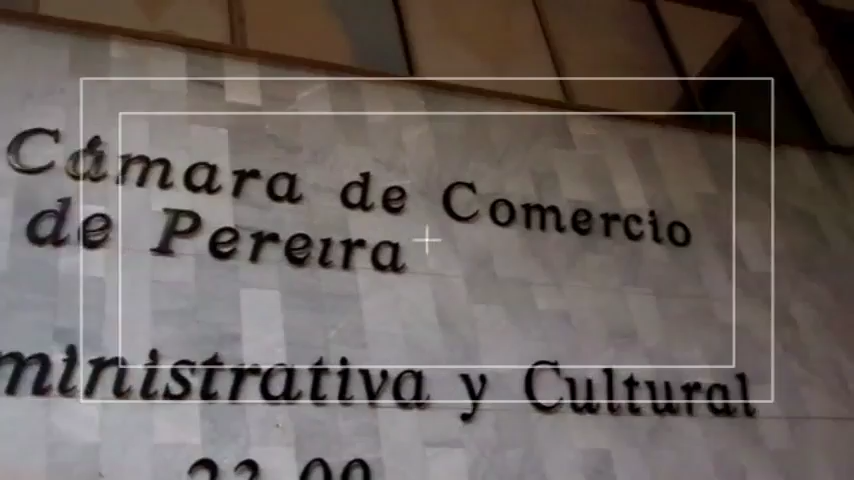 Cámara de Comercio
de Pereira
ministrativa y Cultural